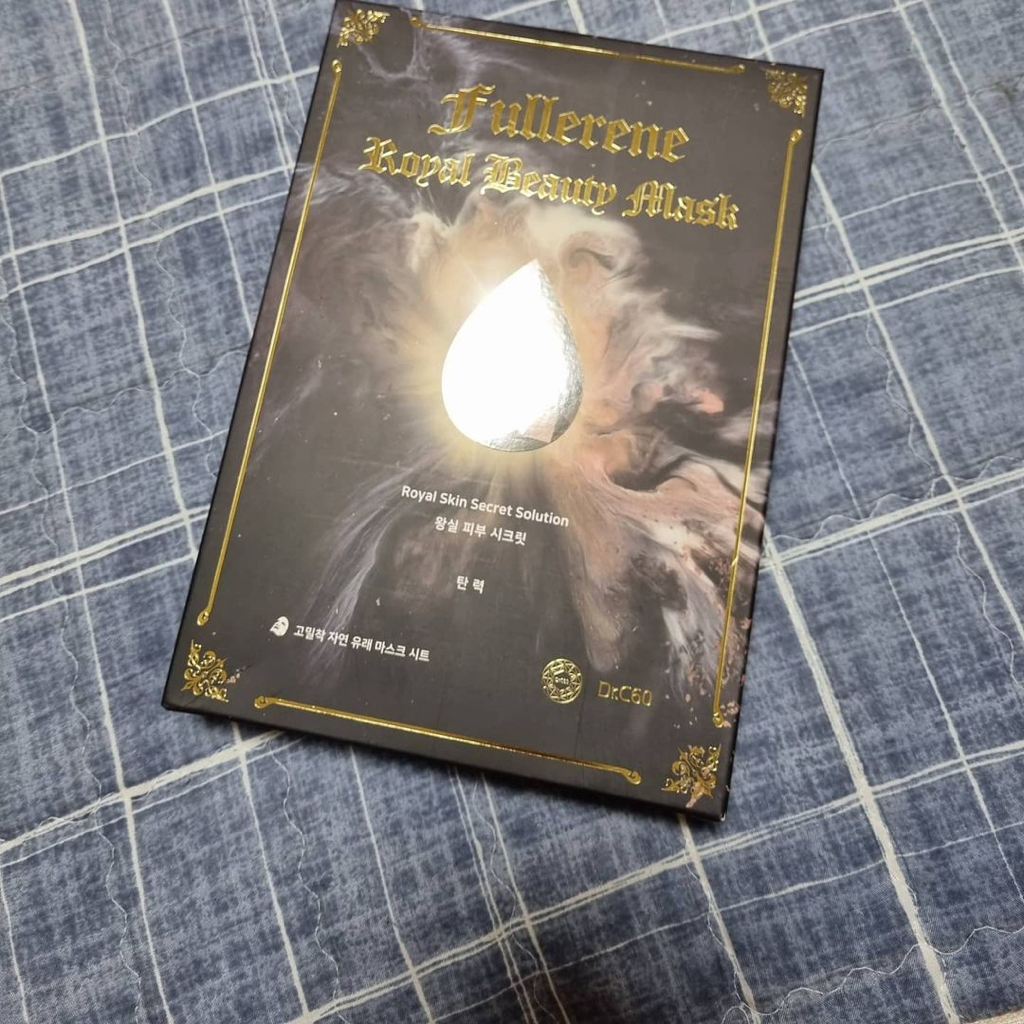 Fullerene
Royal Beauty Mask
Royal Skin Secret Solution
왕실 피부 시크릿
탄력
고밀착 자연 유래 마스크 시트
Dr.C60